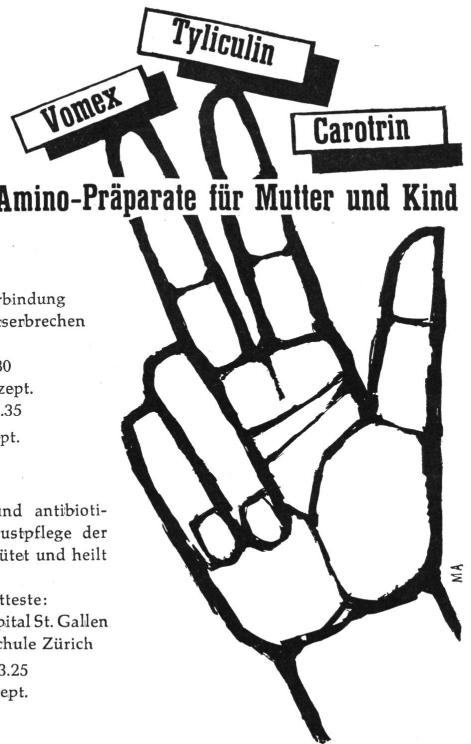 Tyliculin
Vomex
Carotrin
Amino-Präparate für Mutter und Kind
rbindung
serbrechen
30
zept.
.35
pt.
und antibioti-
ustpflege der
ütet und heilt
tteste:
pital St. Gallen
chule Zürich
3.25
ept.
MA